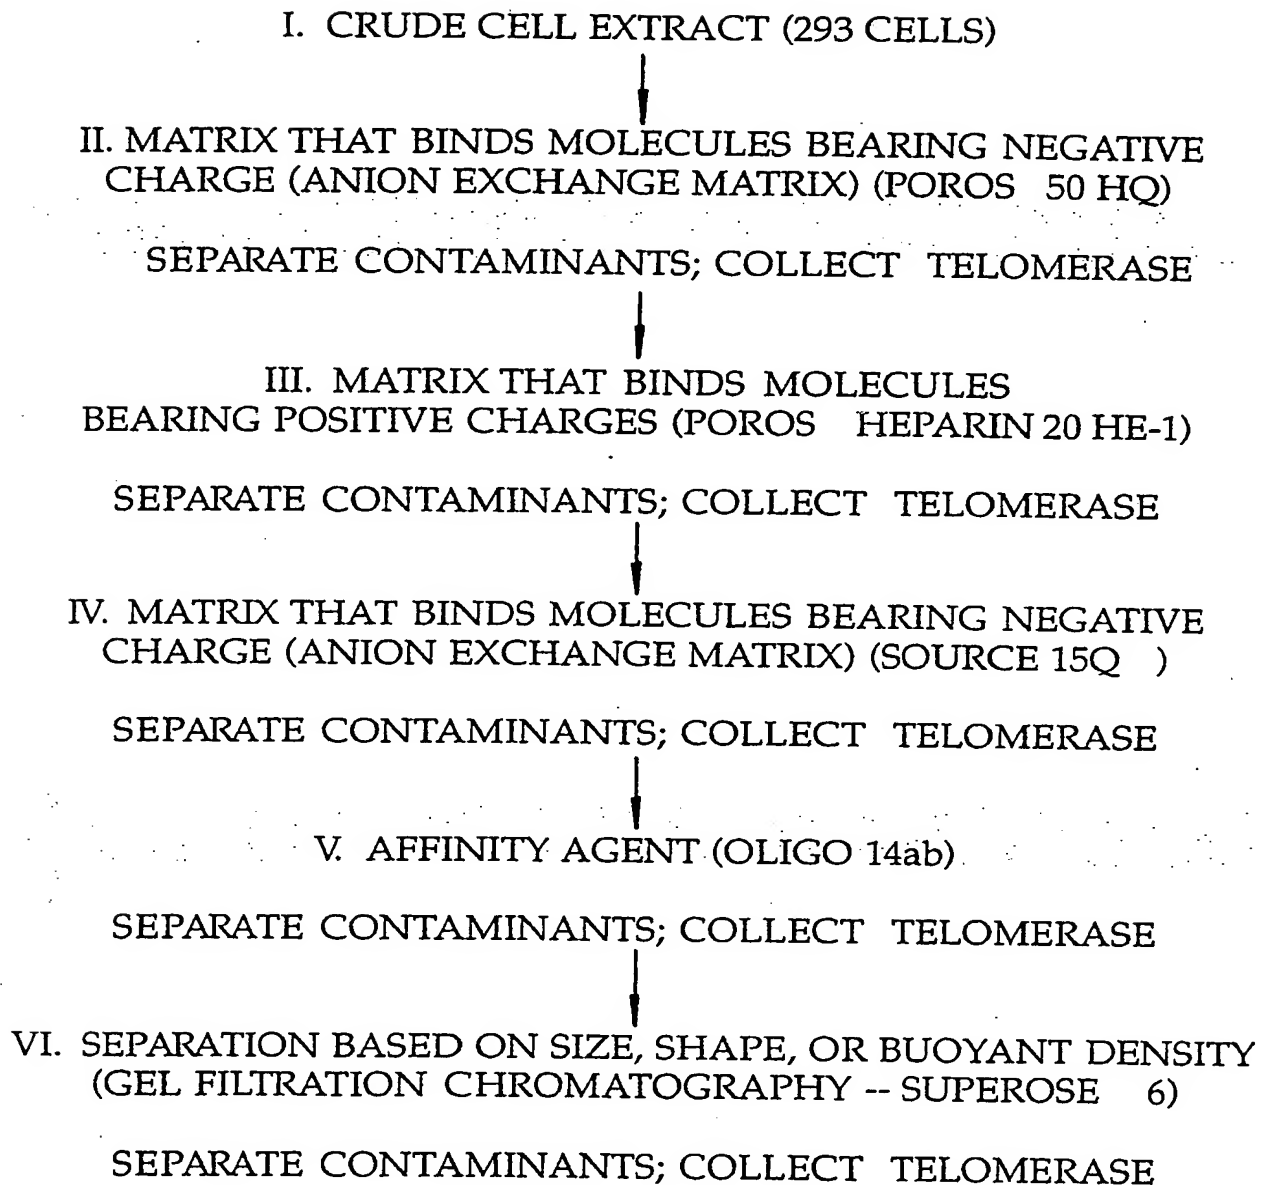 I. CRUDE CELL EXTRACT (293 CELLS)
II. MATRIX THAT BINDS MOLECULES BEARING NEGATIVE
CHARGE (ANION EXCHANGE MATRIX) (POROS 50 HQ)
SEPARATE CONTAMINANTS; COLLECT TELOMERASE
III. MATRIX THAT BINDS MOLECULES
BEARING POSITIVE CHARGES (POROS HEPARIN 20 HE-1)
SEPARATE CONTAMINANTS; COLLECT TELOMERASE
IV. MATRIX THAT BINDS MOLECULES BEARING NEGATIVE
CHARGE (ANION EXCHANGE MATRIX) (SOURCE 15Q )
SEPARATE CONTAMINANTS; COLLECT TELOMERASE
V. AFFINITY AGENT (OLIGO 14ab)
SEPARATE CONTAMINANTS; COLLECT TELOMERASE
VI. SEPARATION BASED ON SIZE, SHAPE, OR BUOYANT DENSITY
(GEL FILTRATION CHROMATOGRAPHY -- SUPEROSE 6)
SEPARATE CONTAMINANTS; COLLECT TELOMERASE